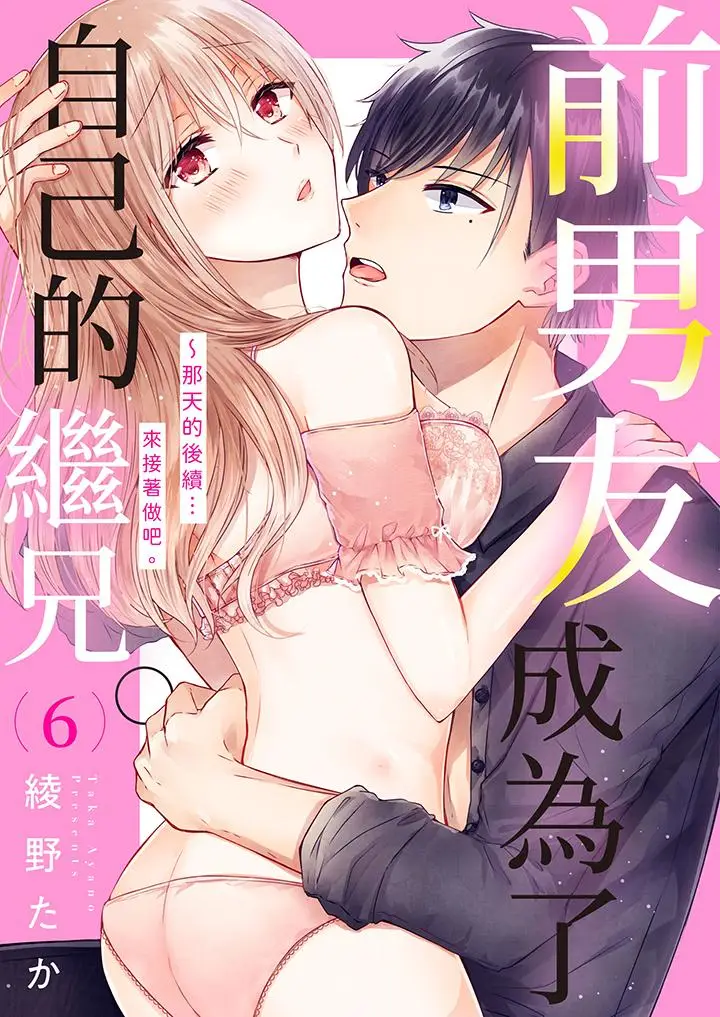 前男友
成為了
自己的
繼兄。
～那天的後續…
來接著做吧。
（6）
綾野たか
Taka Ayano
Presents